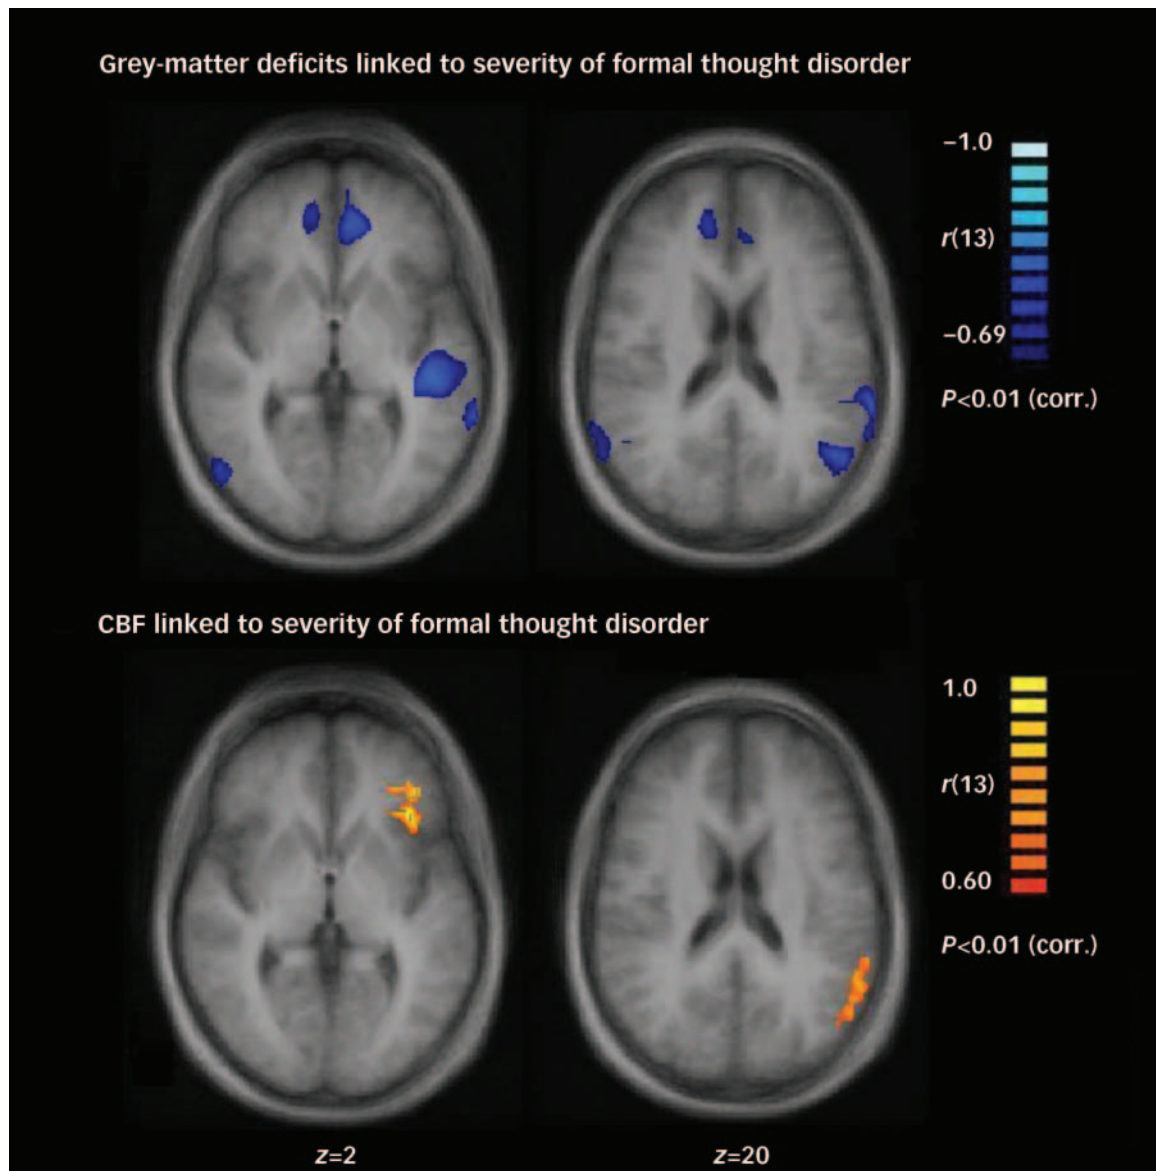 Grey-matter deficits linked to severity of formal thought disorder
–1.0
r(13)
–0.69
P<0.01 (corr.)
CBF linked to severity of formal thought disorder
1.0
r(13)
0.60
P<0.01 (corr.)
z=2
z=20